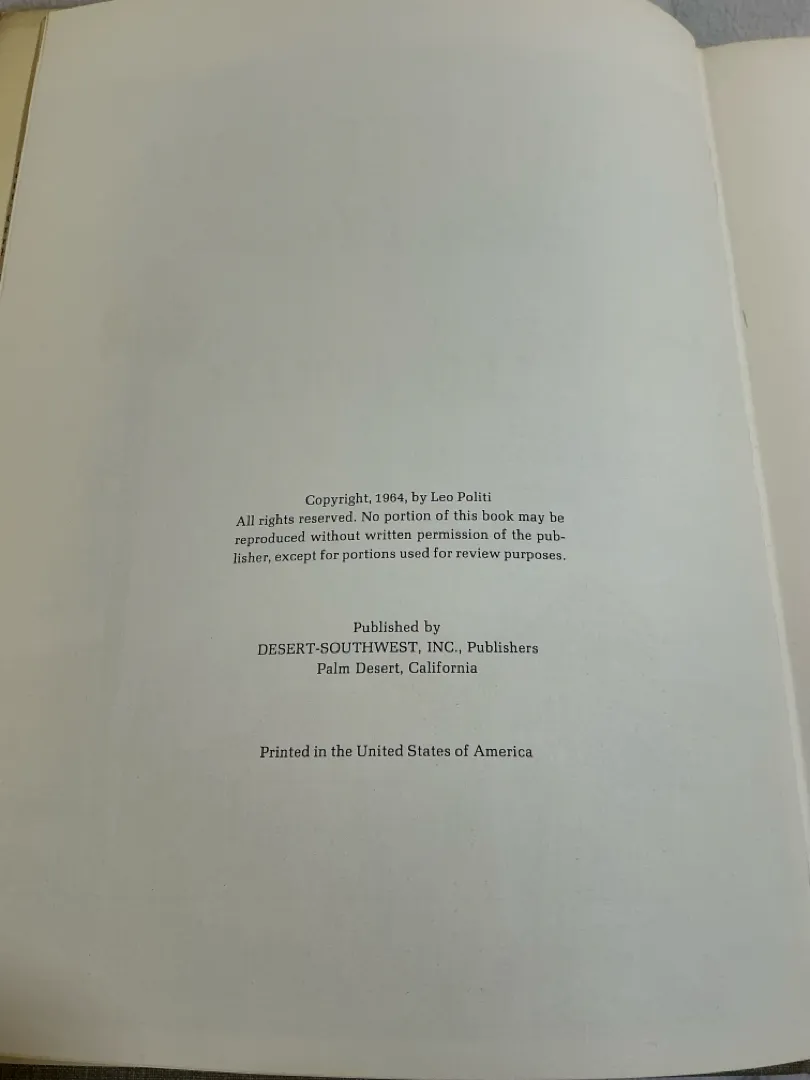 Copyright, 1964, by Leo Politi
All rights reserved. No portion of this book may be
reproduced without written permission of the pub-
lisher, except for portions used for review purposes.
Published by
DESERT-SOUTHWEST, INC., Publishers
Palm Desert, California
Printed in the United States of America